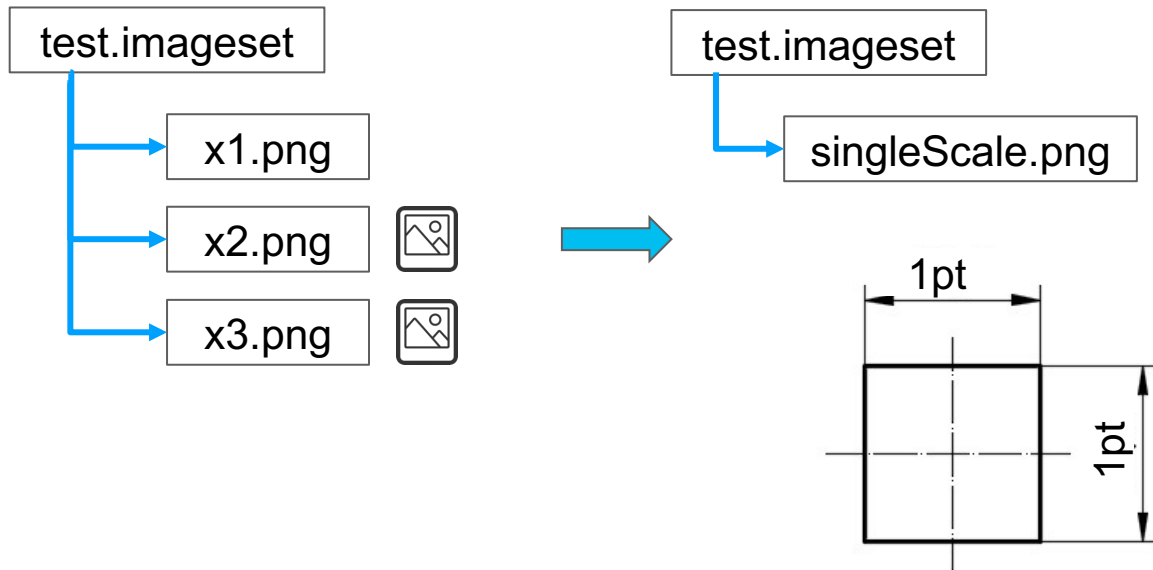 test.imageset
x1.png
x2.png
x3.png
test.imageset
singleScale.png
1pt
1pt